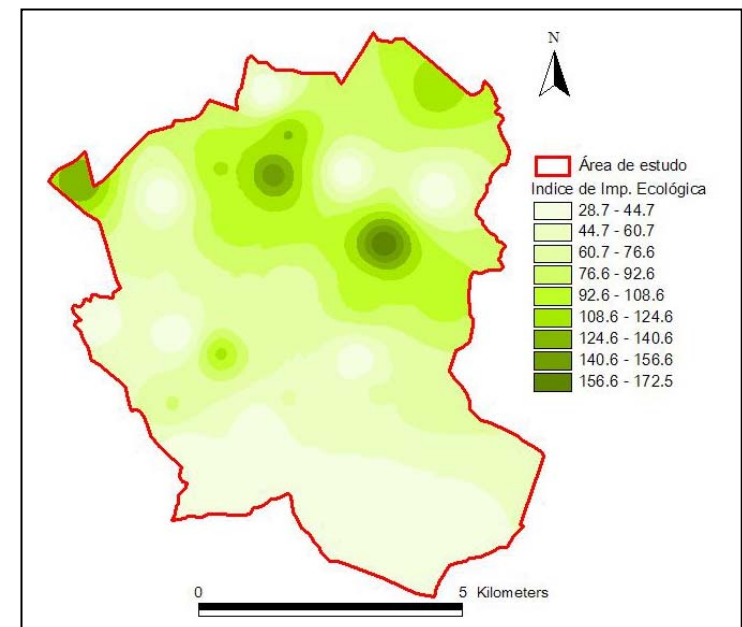 N
Área de estudo
Indice de Imp. Ecológica
28.7 - 44.7
44.7 - 60.7
60.7 - 76.6
76.6 - 92.6
92.6 - 108.6
108.6 - 124.6
124.6 - 140.6
140.6 - 156.6
156.6 - 172.5
0 5 Kilometers